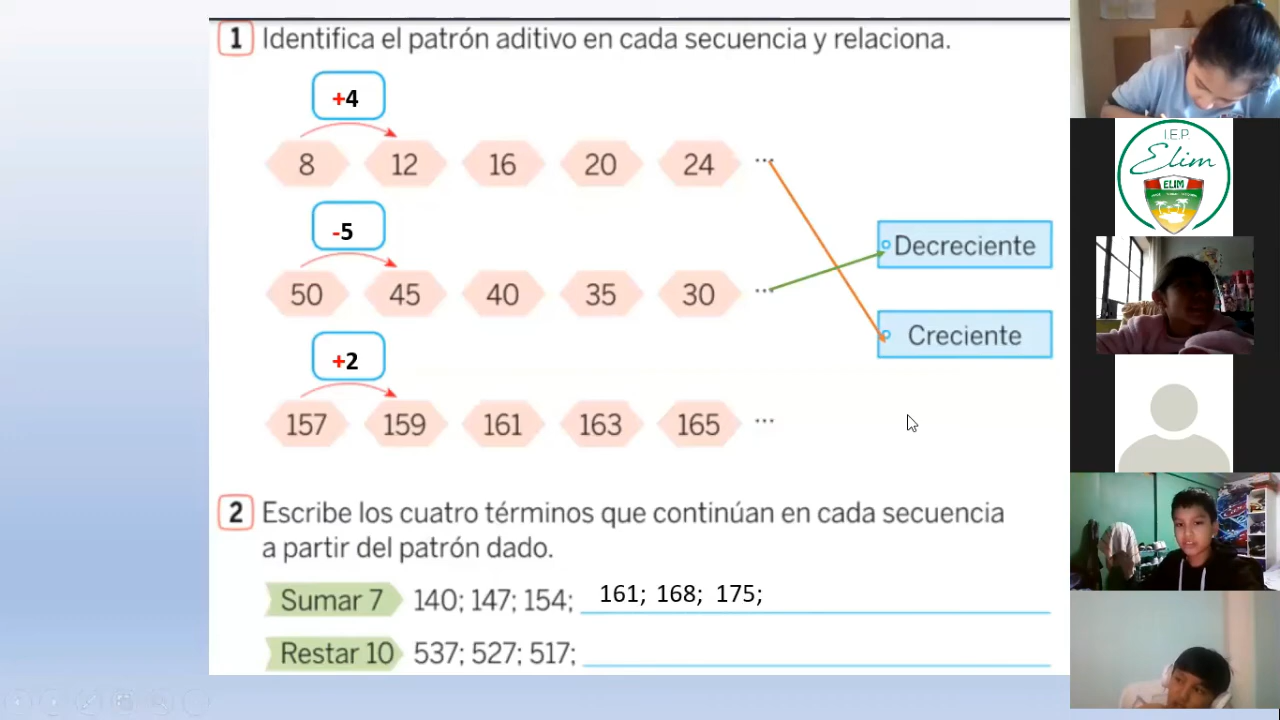 1 Identifica el patrón aditivo en cada secuencia y relaciona.
+4
8 12 16 20 24 ...
-5
50 45 40 35 30 ...
Decreciente
Creciente
+2
157 159 161 163 165 ...
2 Escribe los cuatro términos que continúan en cada secuencia
a partir del patrón dado.
Sumar 7 140; 147; 154; 161; 168; 175;
Restar 10 537; 527; 517;
I.E.P.
Elim
ELIM